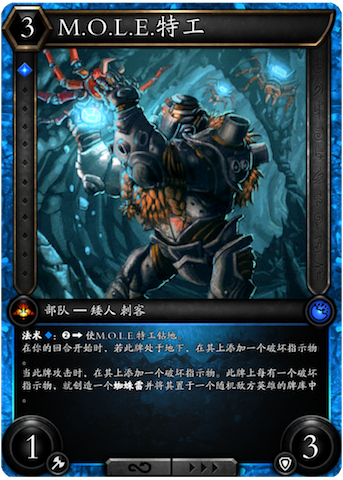 3 M.O.L.E.特工
部队 — 矮人 刺客
法术 : ❷➡ 使M.O.L.E.特工钻地。
在你的回合开始时，若此牌处于地下，在其上添加一个破坏指示物
。
当此牌攻击时，在其上添加一个破坏指示物。此牌上每有一个破坏
指示物，就创造一个蜘蛛雷并将其置于一个随机敌方英雄的牌库中
。
1 3